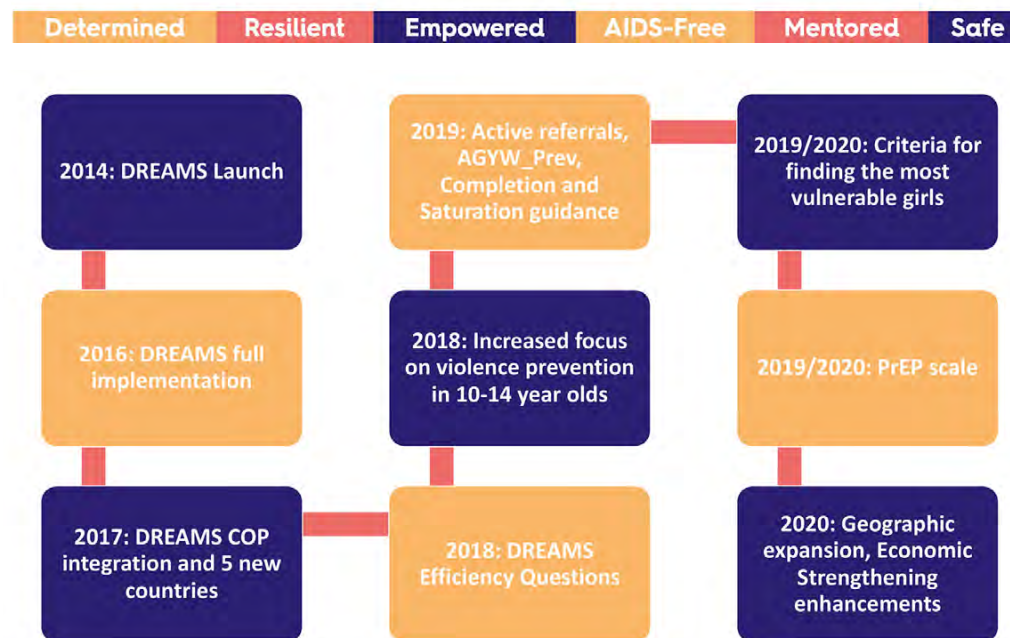 Determined Resilient Empowered AIDS-Free Mentored Safe
2014: DREAMS Launch
2016: DREAMS full
implementation
2017: DREAMS COP
integration and 5 new
countries
2018: DREAMS
Efficiency Questions
2018: Increased focus
on violence prevention
in 10-14 year olds
2019: Active referrals,
AGYW_Prev,
Completion and
Saturation guidance
2019/2020: Criteria for
finding the most
vulnerable girls
2019/2020: PrEP scale
2020: Geographic
expansion, Economic
Strengthening
enhancements